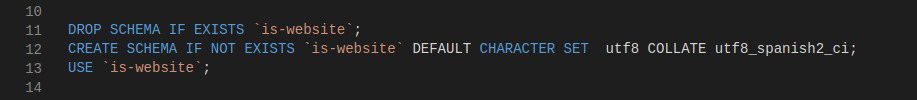 10
11 DROP SCHEMA IF EXISTS `is-website`;
12 CREATE SCHEMA IF NOT EXISTS `is-website` DEFAULT CHARACTER SET  utf8 COLLATE utf8_spanish2_ci;
13 USE `is-website`;
14